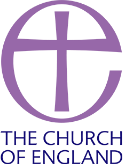 THE CHURCH
OF ENGLAND